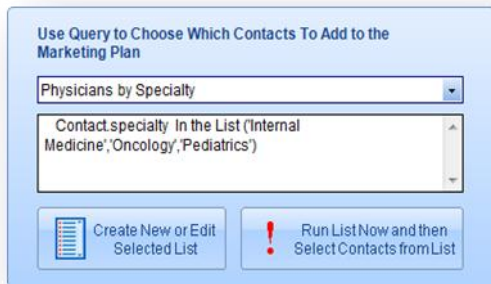 Use Query to Choose Which Contacts To Add to the
Marketing Plan
Physicians by Specialty
Contact.specialty In the List ('Internal
Medicine','Oncology','Pediatrics')
Create New or Edit
Selected List
Run List Now and then
Select Contacts from List